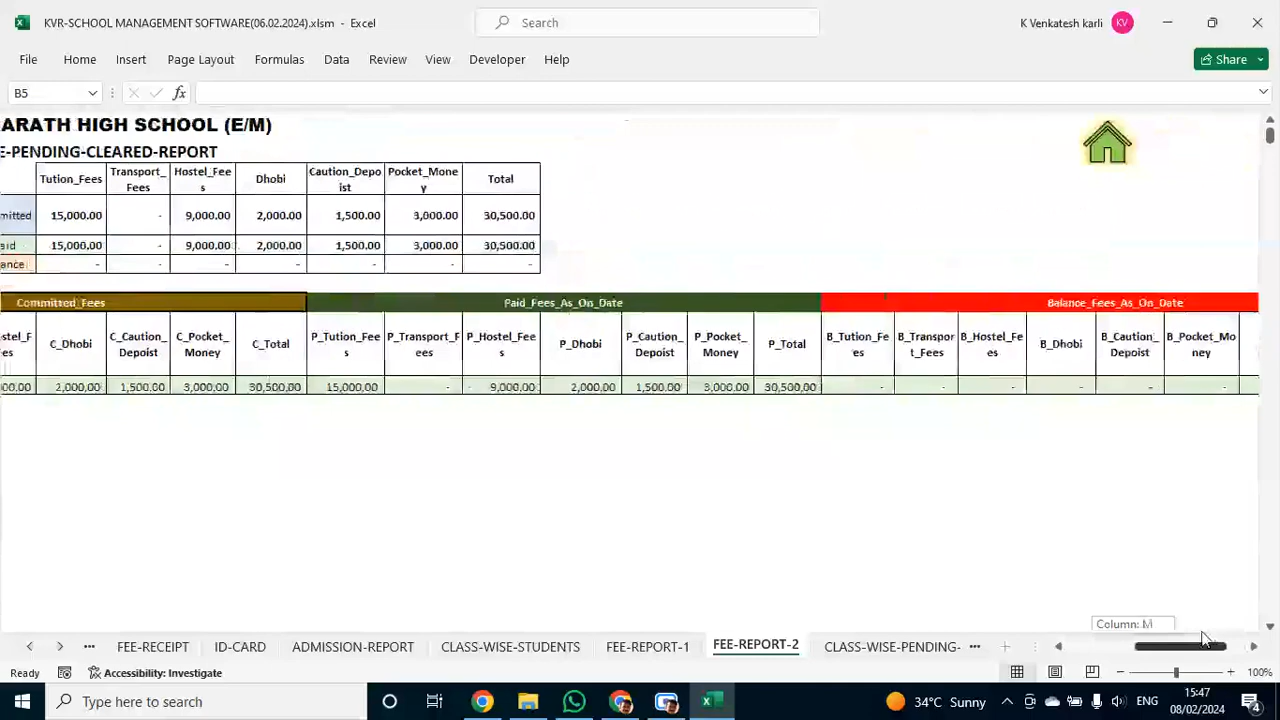 KVR-SCHOOL MANAGEMENT SOFTWARE(06.02.2024).xlsm - Excel
Search
K Venkatesh karli
KV
File Home Insert Page Layout Formulas Data Review View Developer Help
Share
B5
fx
ARATH HIGH SCHOOL (E/M)
E-PENDING-CLEARED-REPORT
Tution_Fees Transport_Fees Hostel_Fees Dhobi Caution_Depoist Pocket_Money Total
mitted 15,000.00 - 9,000.00 2,000.00 1,500.00 3,000.00 30,500.00
aid 15,000.00 - 9,000.00 2,000.00 1,500.00 3,000.00 30,500.00
ance - - - - - - -
Committed_Fees Paid_Fees_As_On_Date Balance_Fees_As_On_Date
stel_Fees C_Dhobi C_Caution_Depoist C_Pocket_Money C_Total P_Tution_Fees P_Transport_Fees P_Hostel_Fees P_Dhobi P_Caution_Depoist P_Pocket_Money P_Total B_Tution_Fees B_Transport_Fees B_Hostel_Fees B_Dhobi B_Caution_Depoist B_Pocket_Money
00.00 2,000.00 1,500.00 3,000.00 30,500.00 15,000.00 - 9,000.00 2,000.00 1,500.00 3,000.00 30,500.00 - - - - - -
Column: M
... FEE-RECEIPT ID-CARD ADMISSION-REPORT CLASS-WISE-STUDENTS FEE-REPORT-1 FEE-REPORT-2 CLASS-WISE-PENDING- ...
Ready Accessibility: Investigate 100%
Type here to search
34°C Sunny
ENG
15:47
08/02/2024
4